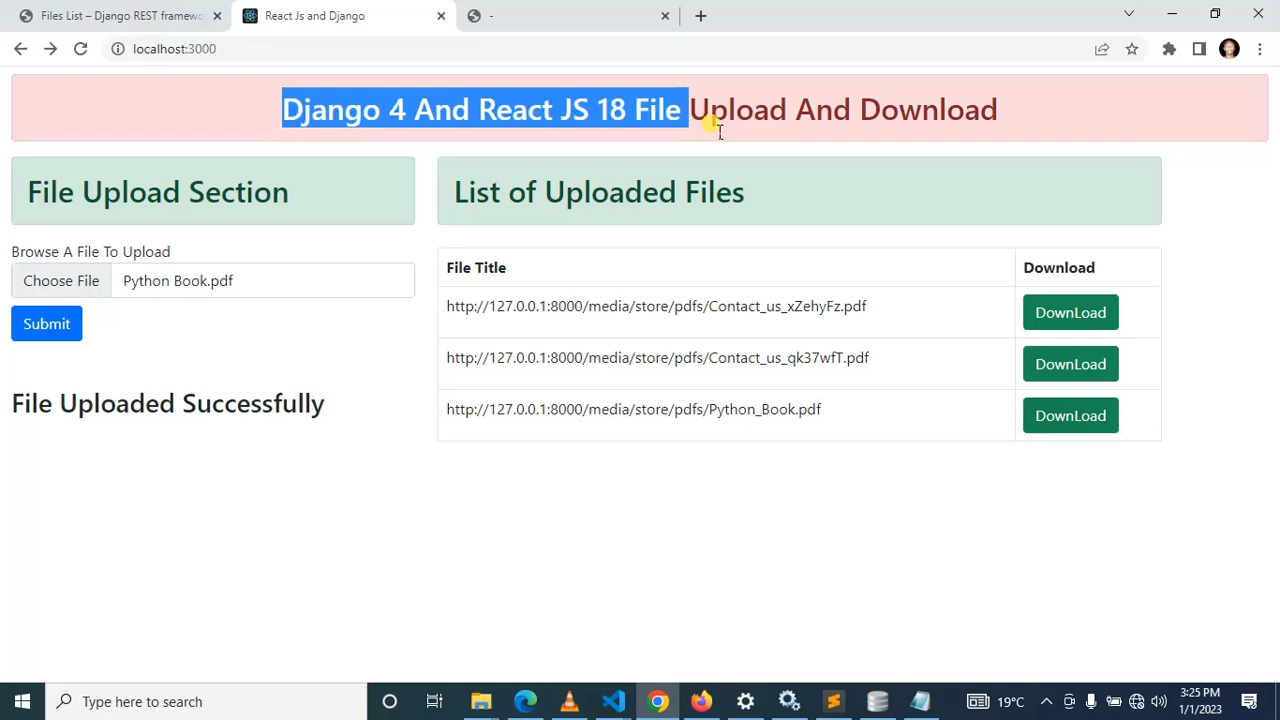 Files List – Django REST framewo
React Js and Django
-
localhost:3000
Django 4 And React JS 18 File Upload And Download
File Upload Section
List of Uploaded Files
Browse A File To Upload
Choose File Python Book.pdf
Submit
File Uploaded Successfully
File Title Download
http://127.0.0.1:8000/media/store/pdfs/Contact_us_xZehyFz.pdf DownLoad
http://127.0.0.1:8000/media/store/pdfs/Contact_us_qk37wfT.pdf DownLoad
http://127.0.0.1:8000/media/store/pdfs/Python_Book.pdf DownLoad
Type here to search
19°C
3:25 PM
1/1/2023